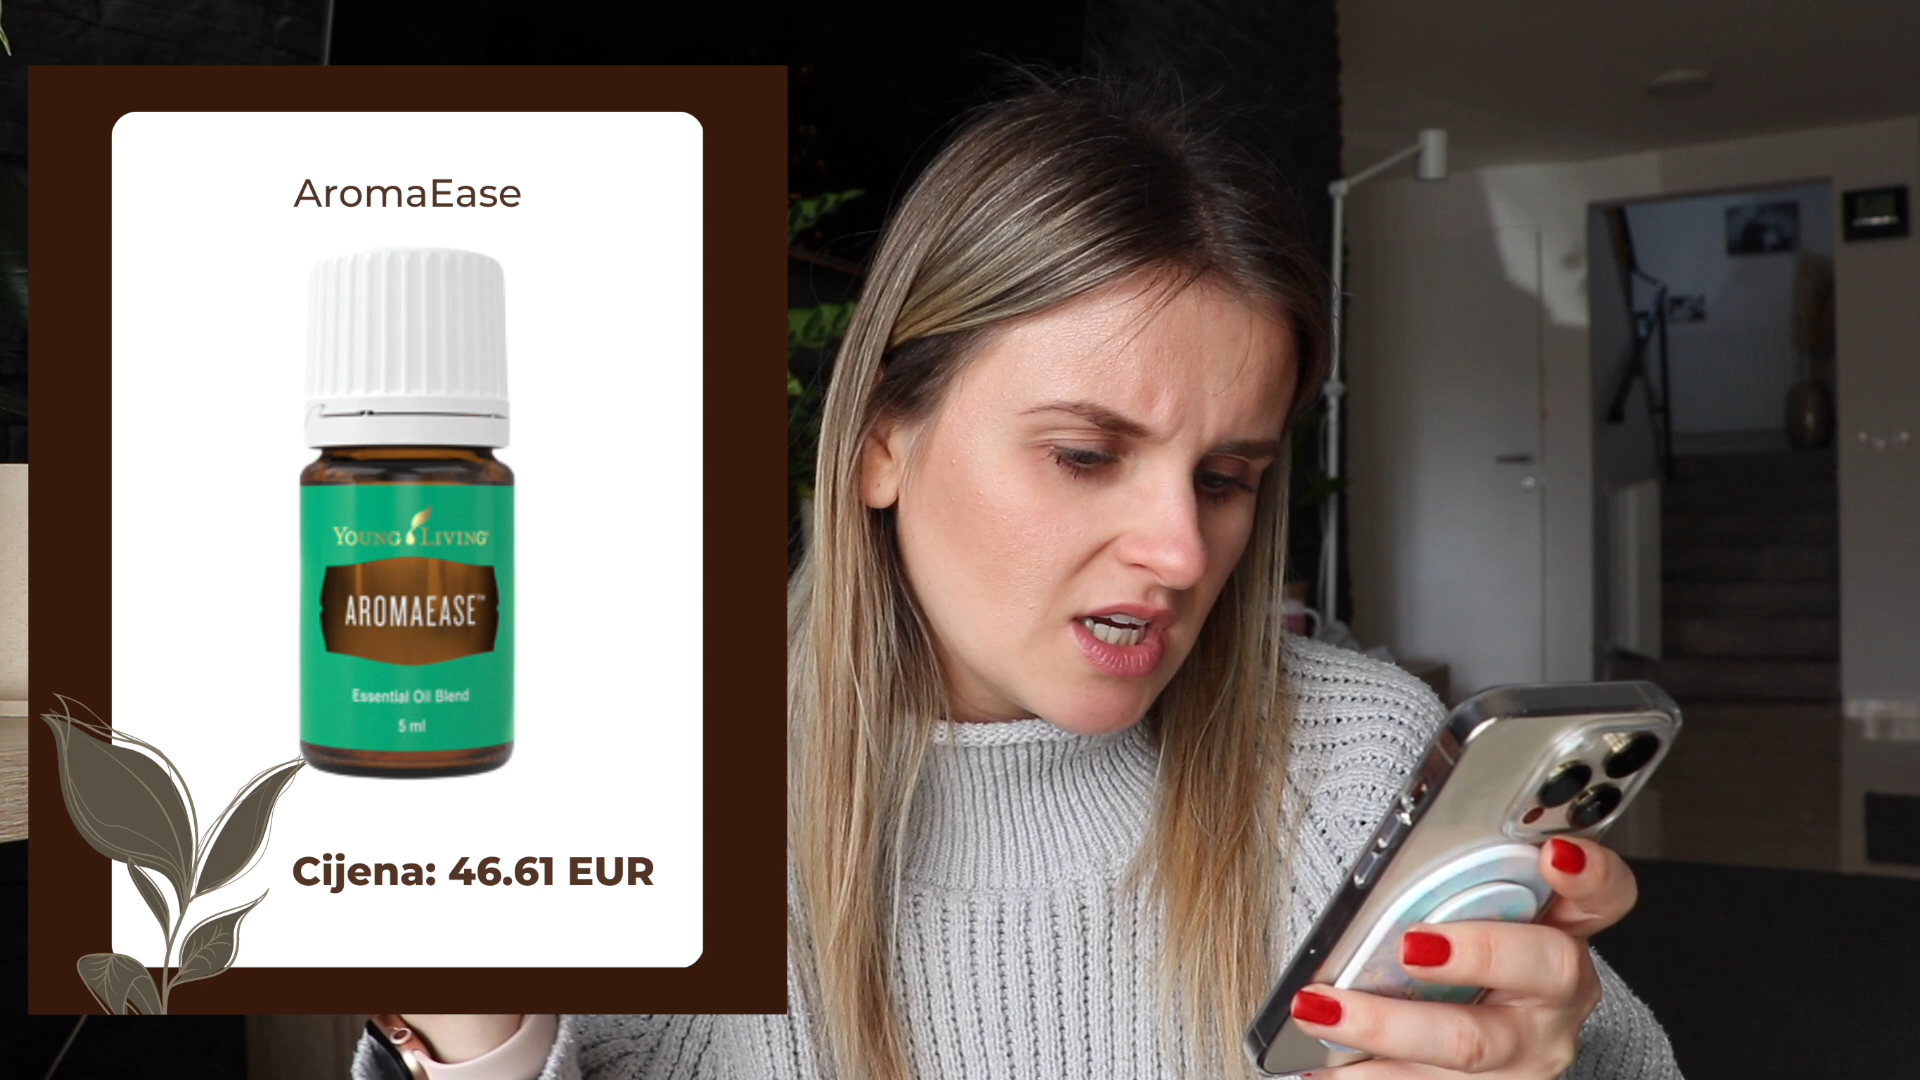 AromaEase
YOUNG LIVING
AROMAEASE™
Essential Oil Blend
5 ml
Cijena: 46.61 EUR